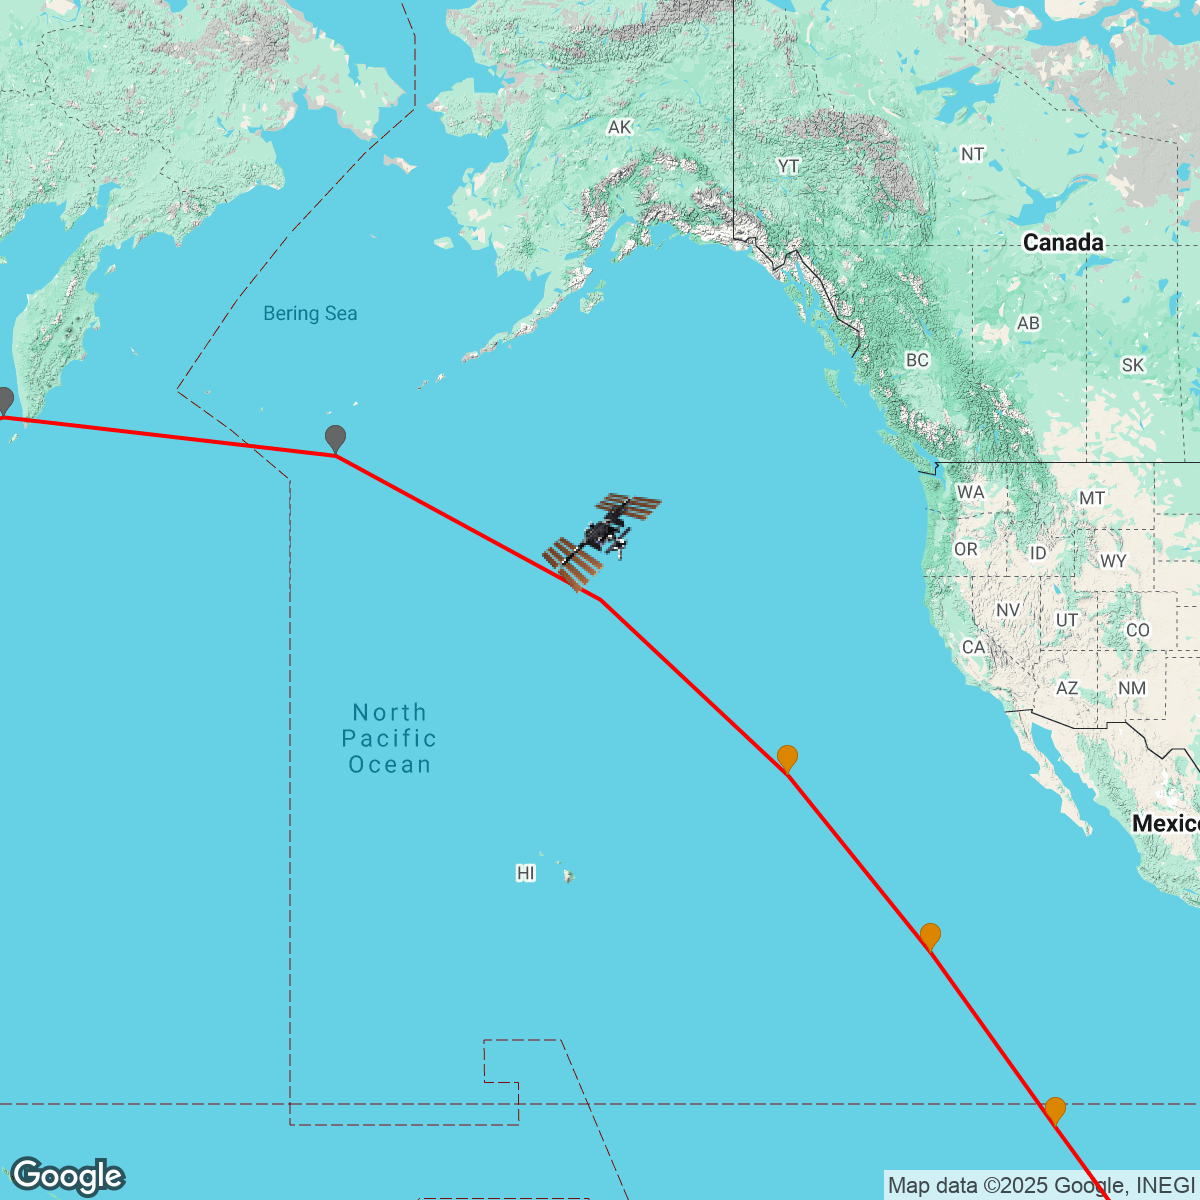 AK
YT
NT
Canada
Bering Sea
AB
BC
SK
WA
MT
OR
ID
WY
NV
UT
CO
CA
AZ
NM
North
Pacific
Ocean
Mexico
HI
Google
Map data ©2025 Google, INEGI